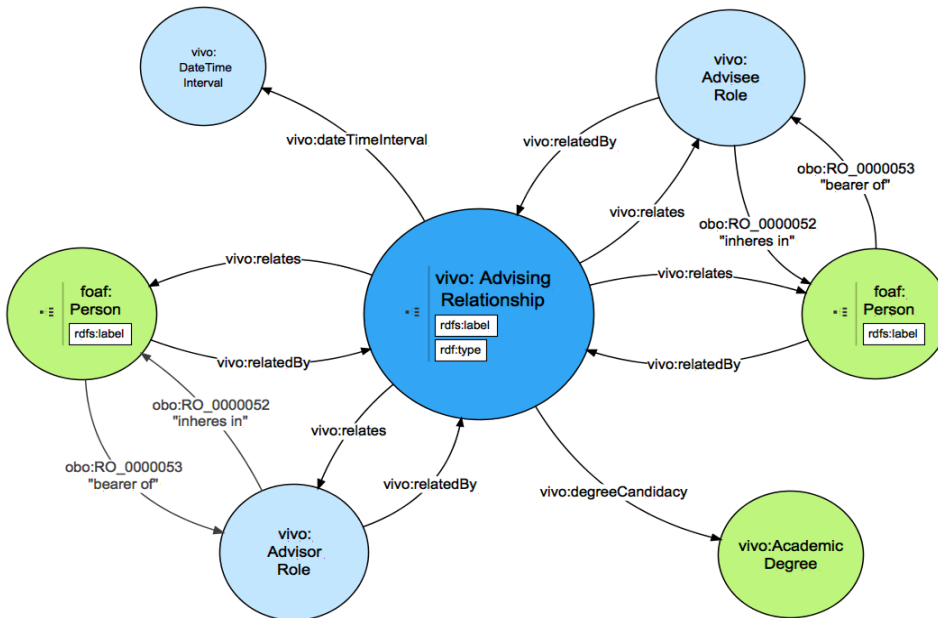 vivo:
DateTime
Interval
vivo:
Advisee
Role
vivo:dateTimeInterval
vivo:relatedBy
obo:RO_0000053
"bearer of"
vivo:relates
obo:RO_0000052
"inheres in"
foaf:
Person
rdfs:label
vivo:relates
vivo: Advising
Relationship
rdfs:label
rdf:type
vivo:relates
foaf:
Person
rdfs:label
vivo:relatedBy
vivo:relatedBy
obo:RO_0000052
"inheres in"
vivo:relates
obo:RO_0000053
"bearer of"
vivo:relatedBy
vivo:degreeCandidacy
vivo:
Advisor
Role
vivo:Academic
Degree